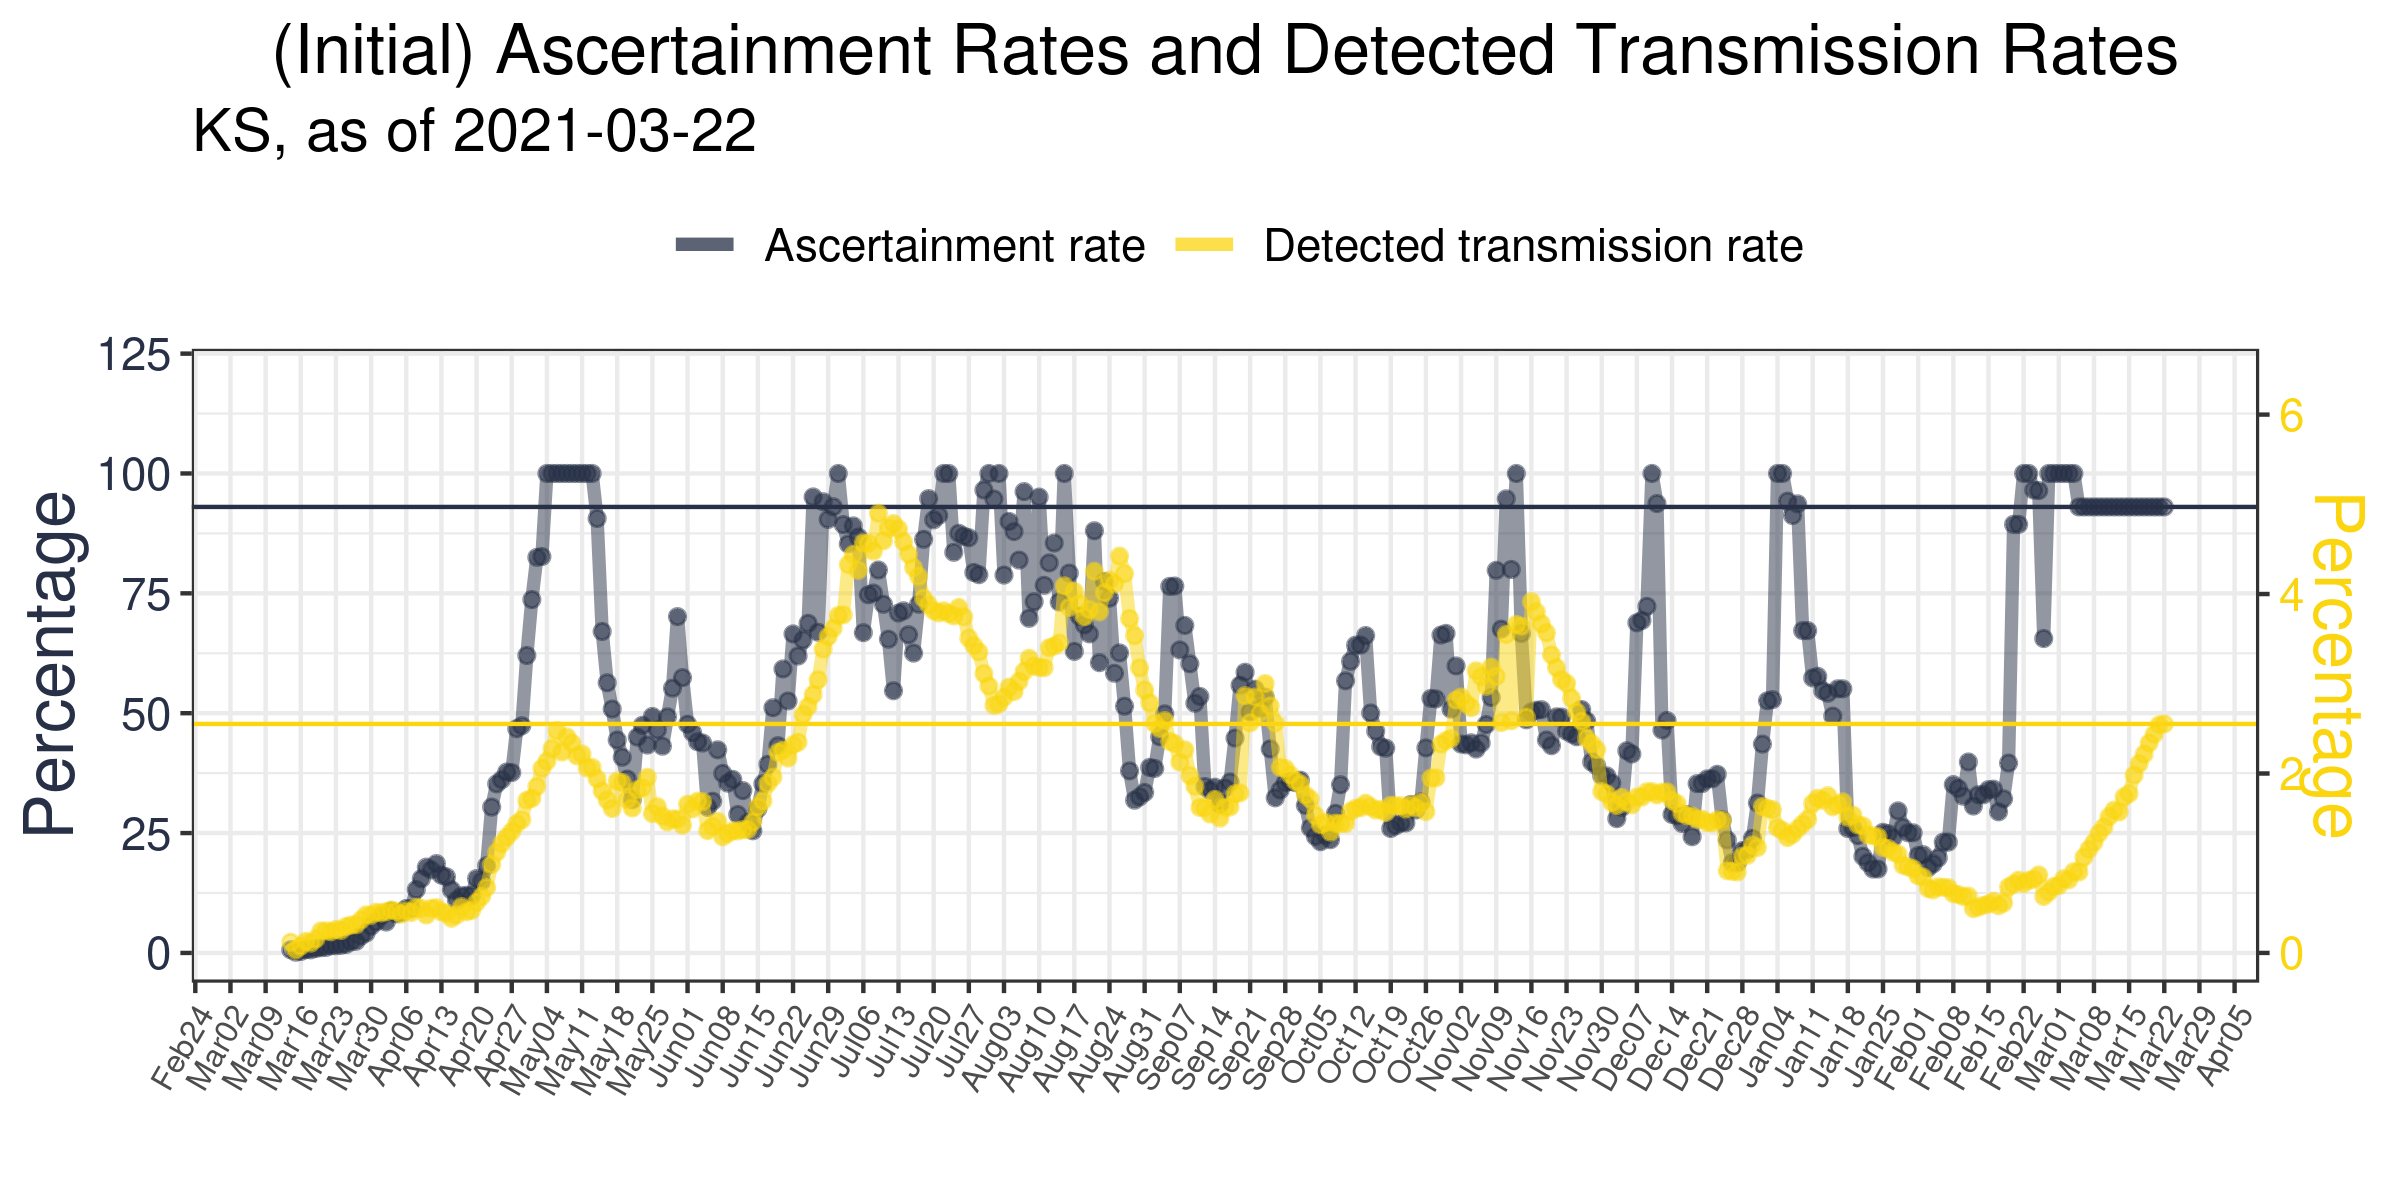 (Initial) Ascertainment Rates and Detected Transmission Rates
KS, as of 2021-03-22
Ascertainment rate
Detected transmission rate
Percentage
125
100
75
50
25
0
6
4
2
0
Percentage
Feb24
Mar02
Mar09
Mar16
Mar23
Mar30
Apr06
Apr13
Apr20
Apr27
May04
May11
May18
May25
Jun01
Jun08
Jun15
Jun22
Jun29
Jul06
Jul13
Jul20
Jul27
Aug03
Aug10
Aug17
Aug24
Aug31
Sep07
Sep14
Sep21
Sep28
Oct05
Oct12
Oct19
Oct26
Nov02
Nov09
Nov16
Nov23
Nov30
Dec07
Dec14
Dec21
Dec28
Jan04
Jan11
Jan18
Jan25
Feb01
Feb08
Feb15
Feb22
Mar01
Mar08
Mar15
Mar22
Mar29
Apr05